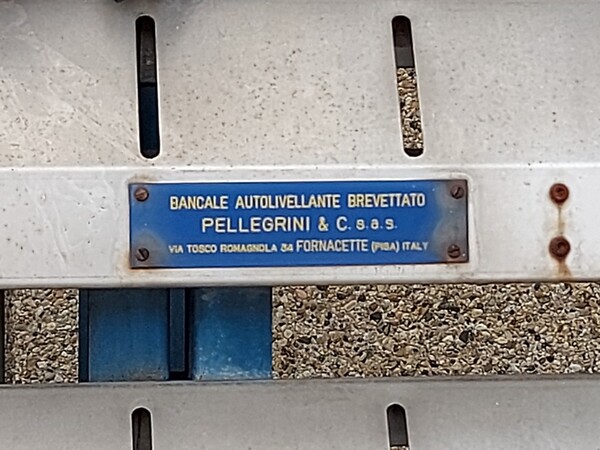 BANCALE AUTOLIVELLANTE BREVETTATO
PELLEGRINI & C. s.a.s.
VIA TOSCO ROMAGNOLA 34 FORNACETTE (PISA) ITALY